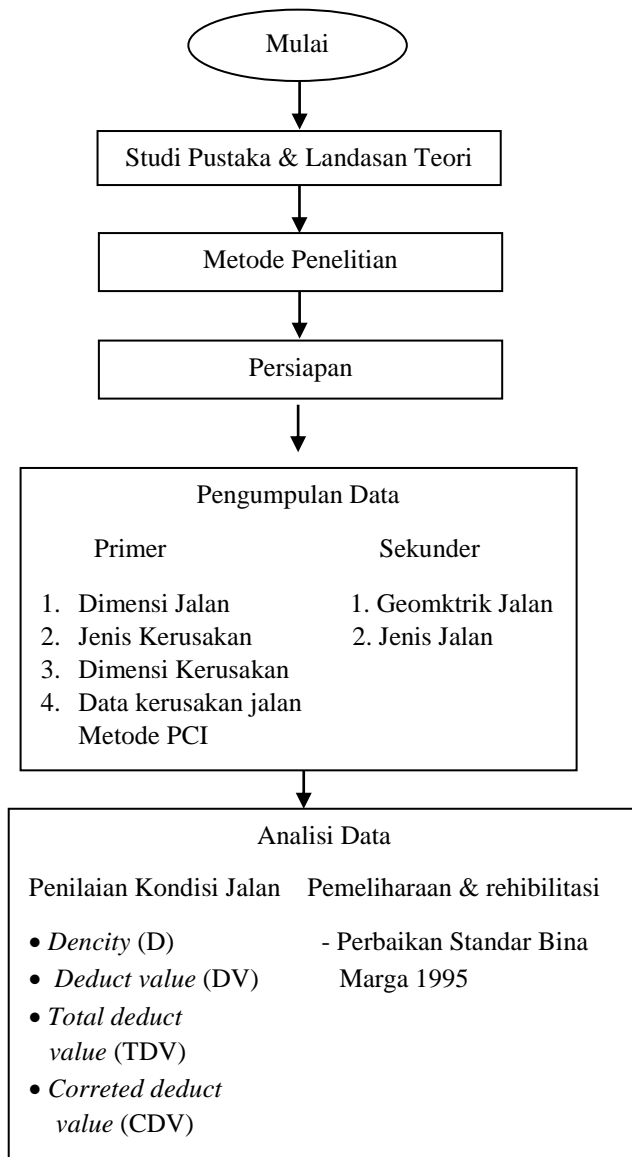 Mulai
Studi Pustaka & Landasan Teori
Metode Penelitian
Persiapan
Pengumpulan Data
Primer
1. Dimensi Jalan
2. Jenis Kerusakan
3. Dimensi Kerusakan
4. Data kerusakan jalan
Metode PCI
Sekunder
1. Geomktrik Jalan
2. Jenis Jalan
Analisi Data
Penilaian Kondisi Jalan
• Dencity (D)
• Deduct value (DV)
• Total deduct
value (TDV)
• Correted deduct
value (CDV)
Pemeliharaan & rehibilitasi
- Perbaikan Standar Bina
Marga 1995